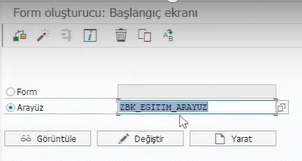 Form oluşturucu: Başlangıç ekranı
Form
Arayüz ZBK_EGITIM_ARAYUZ
Görüntüle Değiştir Yarat